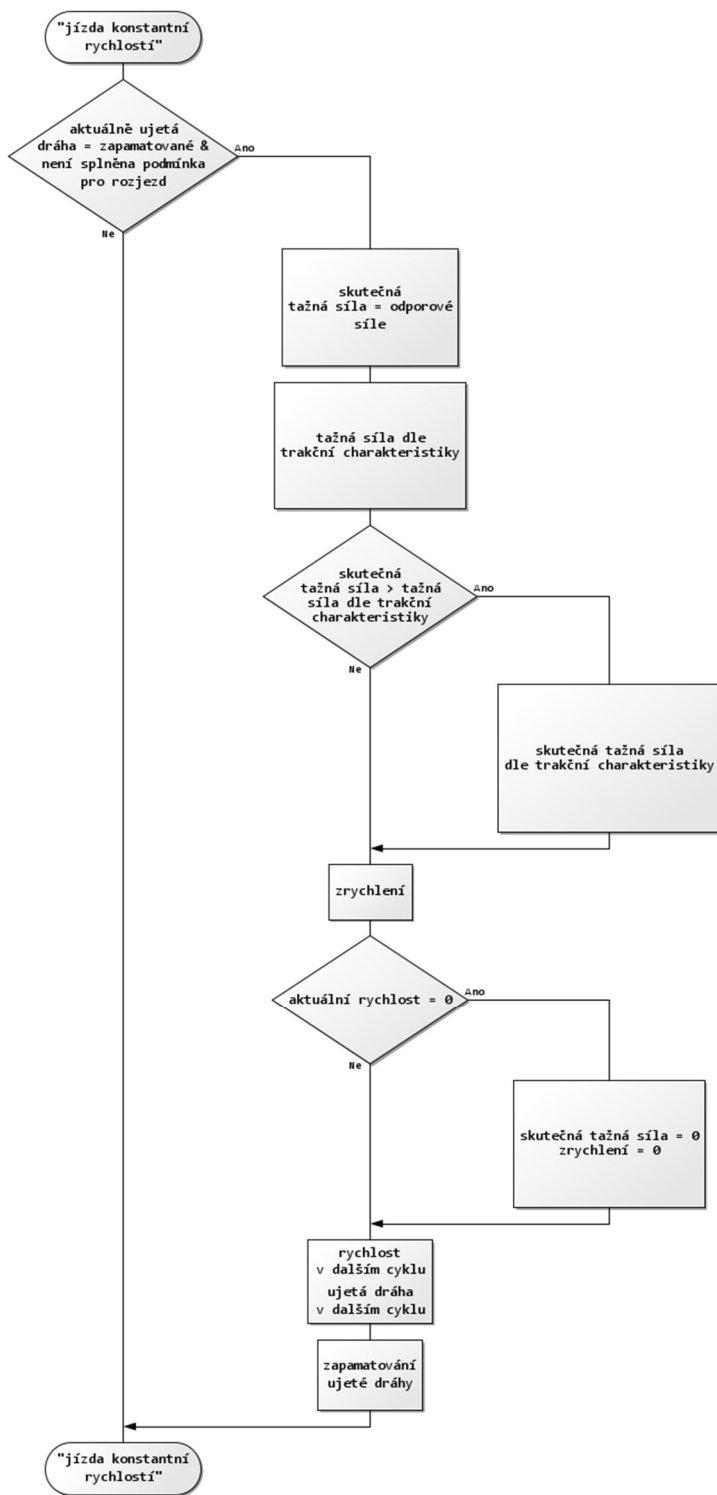 "jízda konstantní
rychlostí"
aktuálně ujetá
dráha = zapamatované &
není splněna podmínka
pro rozjezd
Ano
Ne
skutečná
tažná síla = odporové
síle
tažná síla dle
trakční charakteristiky
skutečná
tažná síla > tažná
síla dle trakční
charakteristiky
Ano
Ne
skutečná tažná síla
dle trakční charakteristiky
zrychlení
aktuální rychlost = 0
Ano
Ne
skutečná tažná síla = 0
zrychlení = 0
rychlost
v dalším cyklu
ujetá dráha
v dalším cyklu
zapamatování
ujeté dráhy
"jízda konstantní
rychlostí"